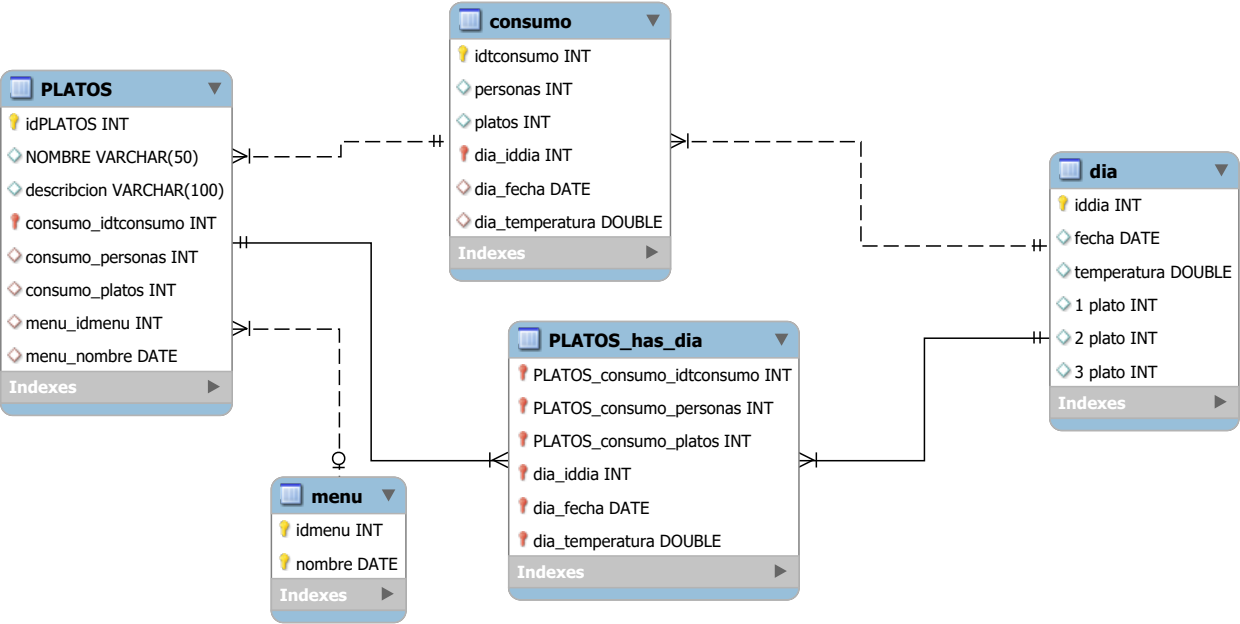 PLATOS
idPLATOS INT
NOMBRE VARCHAR(50)
describcion VARCHAR(100)
consumo_idtconsumo INT
consumo_personas INT
consumo_platos INT
menu_idmenu INT
menu_nombre DATE
Indexes
consumo
idtconsumo INT
personas INT
platos INT
dia_iddia INT
dia_fecha DATE
dia_temperatura DOUBLE
Indexes
dia
iddia INT
fecha DATE
temperatura DOUBLE
1 plato INT
2 plato INT
3 plato INT
Indexes
PLATOS_has_dia
PLATOS_consumo_idtconsumo INT
PLATOS_consumo_personas INT
PLATOS_consumo_platos INT
dia_iddia INT
dia_fecha DATE
dia_temperatura DOUBLE
Indexes
menu
idmenu INT
nombre DATE
Indexes